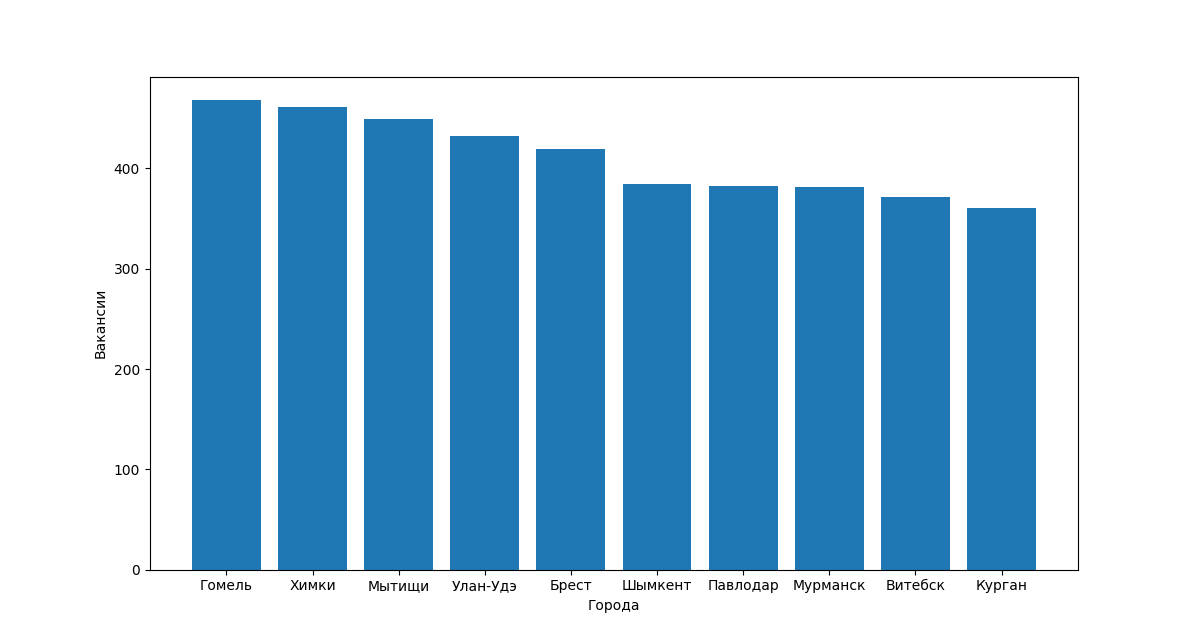 Вакансии
400
300
200
100
0
Гомель Химки Мытищи Улан-Удэ Брест Шымкент Павлодар Мурманск Витебск Курган
Города